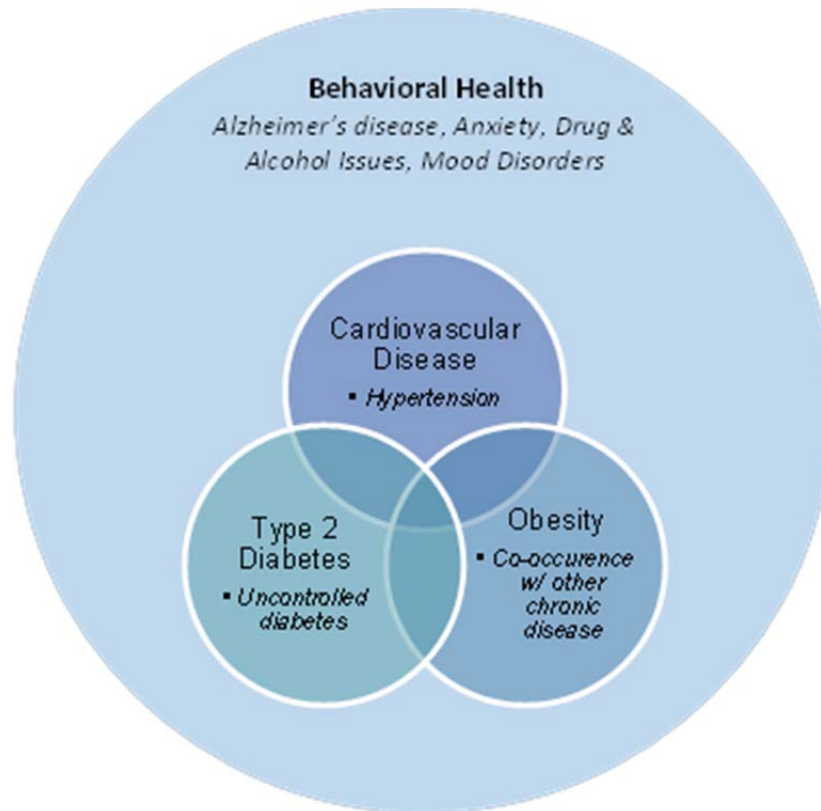 Behavioral Health
Alzheimer's disease, Anxiety, Drug &
Alcohol Issues, Mood Disorders
Cardiovascular
Disease
▪ Hypertension
Type 2
Diabetes
▪ Uncontrolled
diabetes
Obesity
▪ Co-occurence
w/ other
chronic
disease